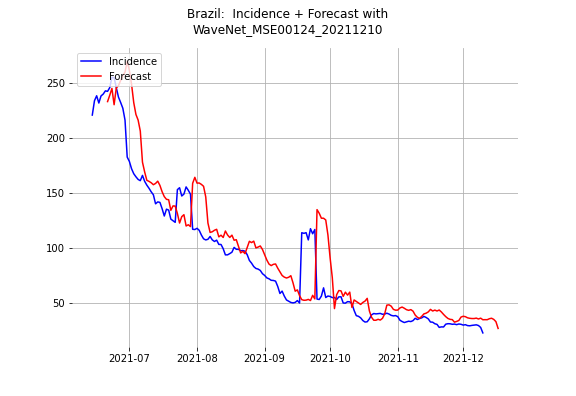 Brazil:  Incidence + Forecast with
WaveNet_MSE00124_20211210
Incidence
Forecast
250
200
150
100
50
2021-07
2021-08
2021-09
2021-10
2021-11
2021-12